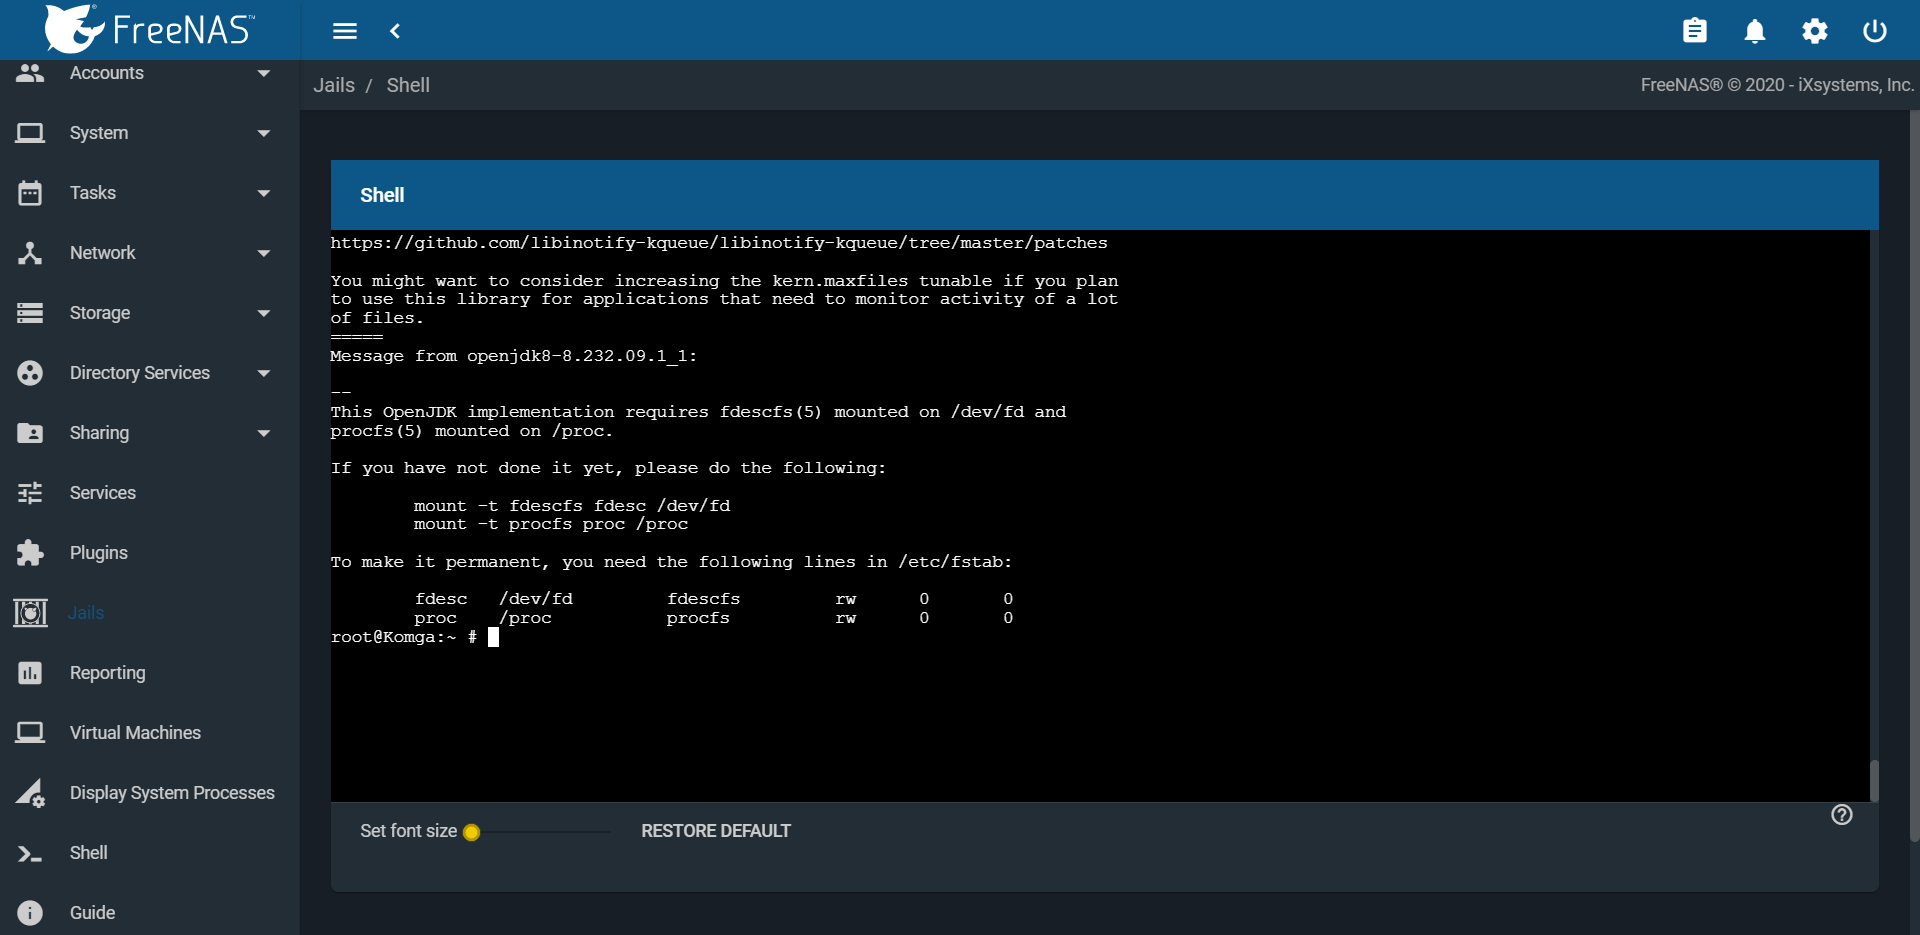 FreeNAS®™
Jails / Shell
FreeNAS® © 2020 - iXsystems, Inc.
Accounts
System
Tasks
Network
Storage
Directory Services
Sharing
Services
Plugins
Jails
Reporting
Virtual Machines
Display System Processes
Shell
Guide
Shell
https://github.com/libinotify-kqueue/libinotify-kqueue/tree/master/patches
You might want to consider increasing the kern.maxfiles tunable if you plan
to use this library for applications that need to monitor activity of a lot
of files.
=====
Message from openjdk8-8.232.09.1_1:
--
This OpenJDK implementation requires fdescfs(5) mounted on /dev/fd and
procfs(5) mounted on /proc.
If you have not done it yet, please do the following:
mount -t fdescfs fdesc /dev/fd
mount -t procfs proc /proc
To make it permanent, you need the following lines in /etc/fstab:
fdesc /dev/fd fdescfs rw 0 0
proc /proc procfs rw 0 0
root@Komga:~ #
Set font size
RESTORE DEFAULT